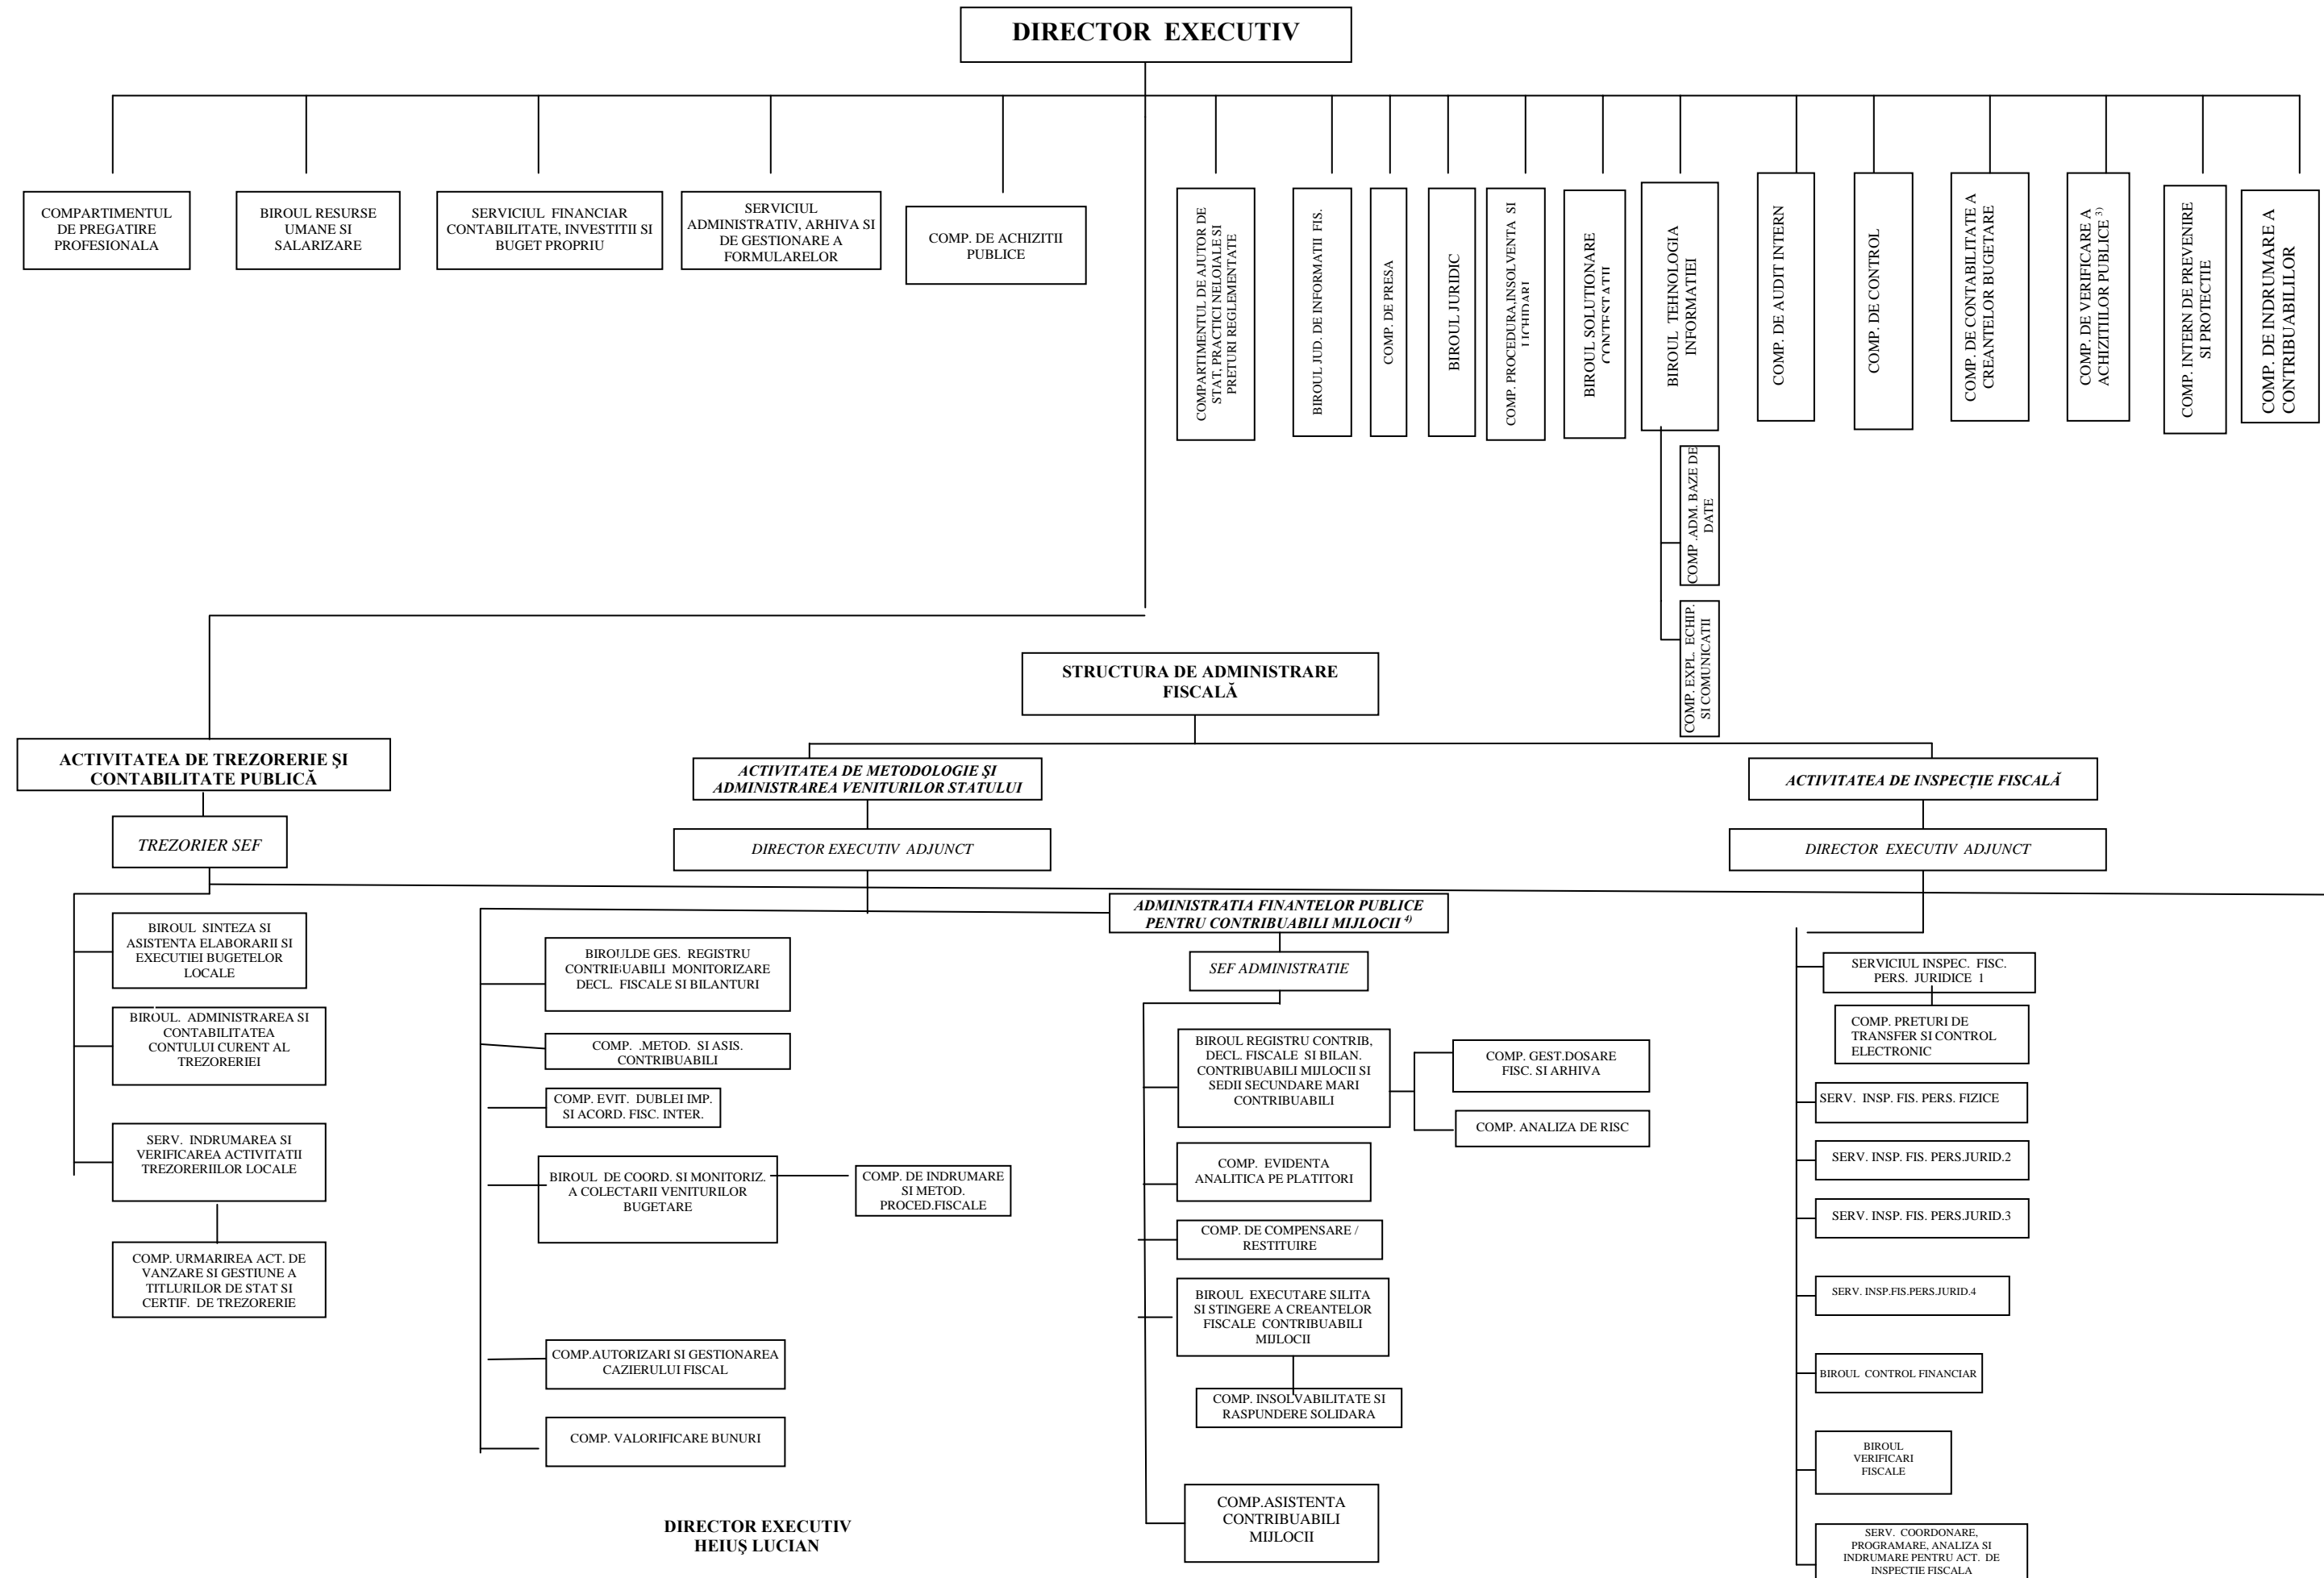 DIRECTOR EXECUTIV
COMPARTIMENTUL
DE PREGATIRE
PROFESIONALA
BIROUL RESURSE
UMANE SI
SALARIZARE
SERVICIUL FINANCIAR
CONTABILITATE, INVESTITII SI
BUGET PROPRIU
SERVICIUL
ADMINISTRATIV, ARHIVA SI
DE GESTIONARE A
FORMULARELOR
COMP. DE ACHIZITII
PUBLICE
COMPARTIMENTUL DE AJUTOR DE
STAT, PRACTICI NELOIALE SI
PRETURI REGLEMENTATE
BIROUL JUD. DE INFORMATII FIS.
COMP. DE PRESA
BIROUL JURIDIC
COMP. PROCEDURA,INSOLVENTA SI
LICHIDARI
BIROUL SOLUTIONARE
CONTESTATII
BIROUL TEHNOLOGIA
INFORMATIEI
COMP. DE AUDIT INTERN
COMP. DE CONTROL
COMP. DE CONTABILITATE A
CREANTELOR BUGETARE
COMP. DE VERIFICARE A
ACHIZITIILOR PUBLICE 3)
COMP. INTERN DE PREVENIRE
SI PROTECTIE
COMP. DE INDRUMARE A
CONTRIBUABILILOR
COMP .ADM. BAZE DE
DATE
COMP. EXPL. ECHIP.
SI COMUNICATII
STRUCTURA DE ADMINISTRARE
FISCALĂ
ACTIVITATEA DE TREZORERIE ŞI
CONTABILITATE PUBLICĂ
ACTIVITATEA DE METODOLOGIE ŞI
ADMINISTRAREA VENITURILOR STATULUI
ACTIVITATEA DE INSPECŢIE FISCALĂ
TREZORIER SEF
DIRECTOR EXECUTIV ADJUNCT
DIRECTOR EXECUTIV ADJUNCT
BIROUL SINTEZA SI
ASISTENTA ELABORARII SI
EXECUTIEI BUGETELOR
LOCALE
BIROUL. ADMINISTRAREA SI
CONTABILITATEA
CONTULUI CURENT AL
TREZORERIEI
SERV. INDRUMAREA SI
VERIFICAREA ACTIVITATII
TREZORERIILOR LOCALE
COMP. URMARIREA ACT. DE
VANZARE SI GESTIUNE A
TITLURILOR DE STAT SI
CERTIF. DE TREZORERIE
BIROULDE GES. REGISTRU
CONTRIBUABILI MONITORIZARE
DECL. FISCALE SI BILANTURI
COMP. .METOD. SI ASIS.
CONTRIBUABILI
COMP. EVIT. DUBLEI IMP.
SI ACORD. FISC. INTER.
BIROUL DE COORD. SI MONITORIZ.
A COLECTARII VENITURILOR
BUGETARE
COMP. DE INDRUMARE
SI METOD.
PROCED.FISCALE
COMP.AUTORIZARI SI GESTIONAREA
CAZIERULUI FISCAL
COMP. VALORIFICARE BUNURI
ADMINISTRATIA FINANTELOR PUBLICE
PENTRU CONTRIBUABILI MIJLOCII 4)
SEF ADMINISTRATIE
BIROUL REGISTRU CONTRIB,
DECL. FISCALE SI BILAN.
CONTRIBUABILI MIJLOCII SI
SEDII SECUNDARE MARI
CONTRIBUABILI
COMP. GEST.DOSARE
FISC. SI ARHIVA
COMP. ANALIZA DE RISC
COMP. EVIDENTA
ANALITICA PE PLATITORI
COMP. DE COMPENSARE /
RESTITUIRE
BIROUL EXECUTARE SILITA
SI STINGERE A CREANTELOR
FISCALE CONTRIBUABILI
MIJLOCII
COMP. INSOLVABILITATE SI
RASPUNDERE SOLIDARA
COMP.ASISTENTA
CONTRIBUABILI
MIJLOCII
SERVICIUL INSPEC. FISC.
PERS. JURIDICE 1
COMP. PRETURI DE
TRANSFER SI CONTROL
ELECTRONIC
SERV. INSP. FIS. PERS. FIZICE
SERV. INSP. FIS. PERS.JURID.2
SERV. INSP. FIS. PERS.JURID.3
SERV. INSP.FIS.PERS.JURID.4
BIROUL CONTROL FINANCIAR
BIROUL
VERIFICARI
FISCALE
SERV. COORDONARE,
PROGRAMARE, ANALIZA SI
INDRUMARE PENTRU ACT. DE
INSPECTIE FISCALA
DIRECTOR EXECUTIV
HEIUŞ LUCIAN